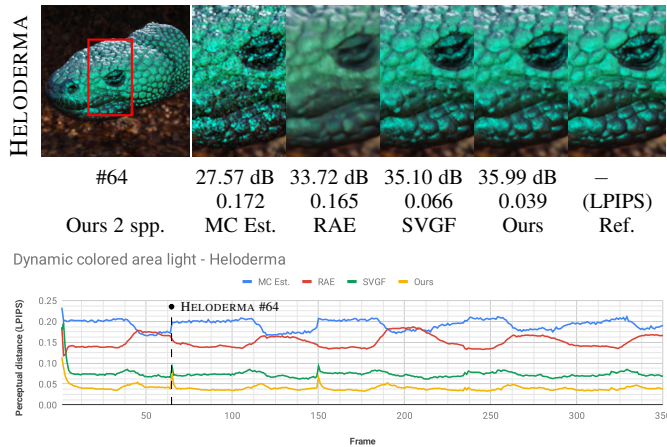 HELODERMA
#64 27.57 dB 33.72 dB 35.10 dB 35.99 dB –
0.172 0.165 0.066 0.039 (LPIPS)
Ours 2 spp. MC Est. RAE SVGF Ours Ref.
Dynamic colored area light - Heloderma
MC Est. RAE SVGF Ours
HELODERMA #64
Perceptual distance (LPIPS)
0.25
0.20
0.15
0.10
0.05
0.00
50 100 150 200 250 300 350
Frame